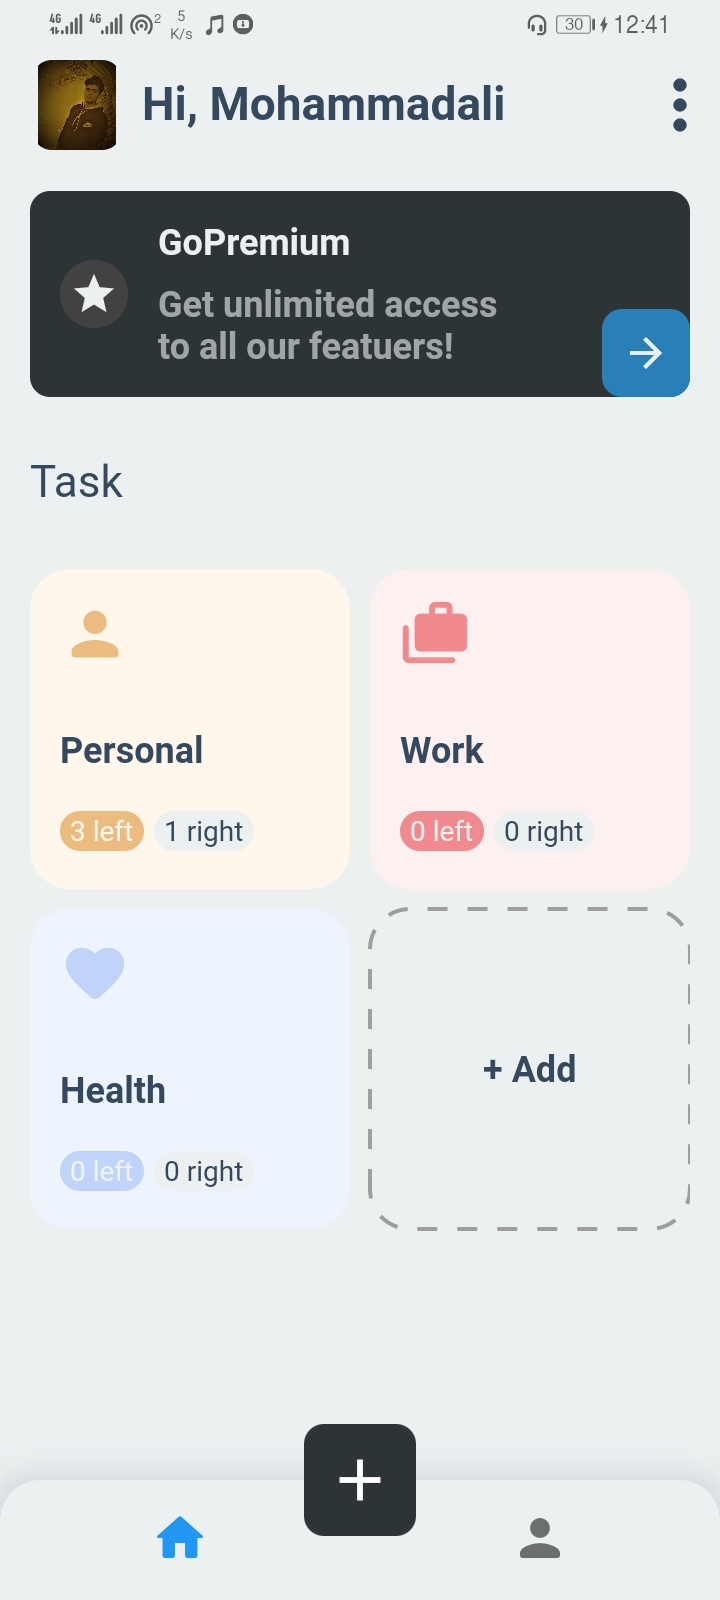 4G 4G 2 5 K/s 30 12:41
Hi, Mohammadali
GoPremium
Get unlimited access
to all our featuers!
Task
Personal
3 left 1 right
Work
0 left 0 right
Health
0 left 0 right
+ Add